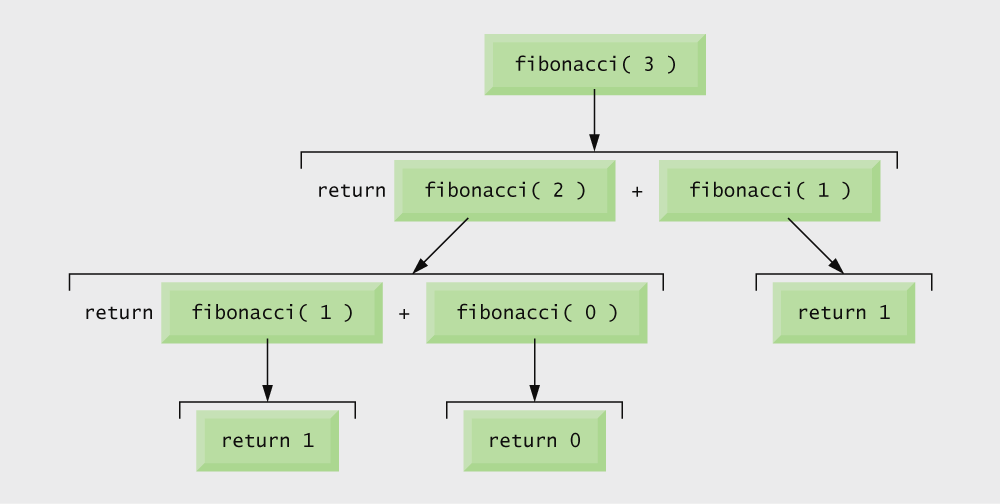 fibonacci( 3 )
return fibonacci( 2 ) + fibonacci( 1 )
return fibonacci( 1 ) + fibonacci( 0 ) return 1
return 1 return 0